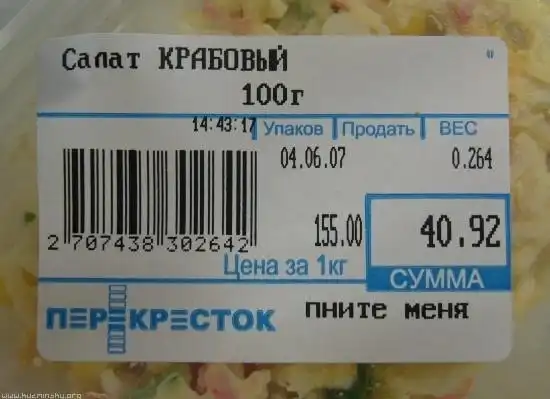 Салат КРАБОВЫЙ
100г
14:43:17 Упаков Продать ВЕС
04.06.07 0.264
2 707438 302642
155.00 40.92
Цена за 1кг СУММА
ПЕРЕКРЕСТОК пните меня
www.kuzminsky.org